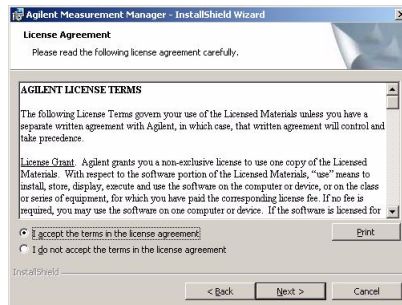 Agilent Measurement Manager - InstallShield Wizard
License Agreement
Please read the following license agreement carefully.
AGILENT LICENSE TERMS
The following License Terms govern your use of the Licensed Materials unless you have a
separate written agreement with Agilent, in which case, that written agreement will control and
take precedence.
License Grant. Agilent grants you a non-exclusive license to use one copy of the Licensed
Materials. With respect to the software portion of the Licensed Materials, "use" means to
install, store, display, execute and use the software on the computer or device, or on the class
or series of equipment, for which you have paid the corresponding license fee. If no fee is
required, you may use the software on one computer or device. If the software is licensed for
I accept the terms in the license agreement
Print
I do not accept the terms in the license agreement
InstallShield
< Back
Next >
Cancel